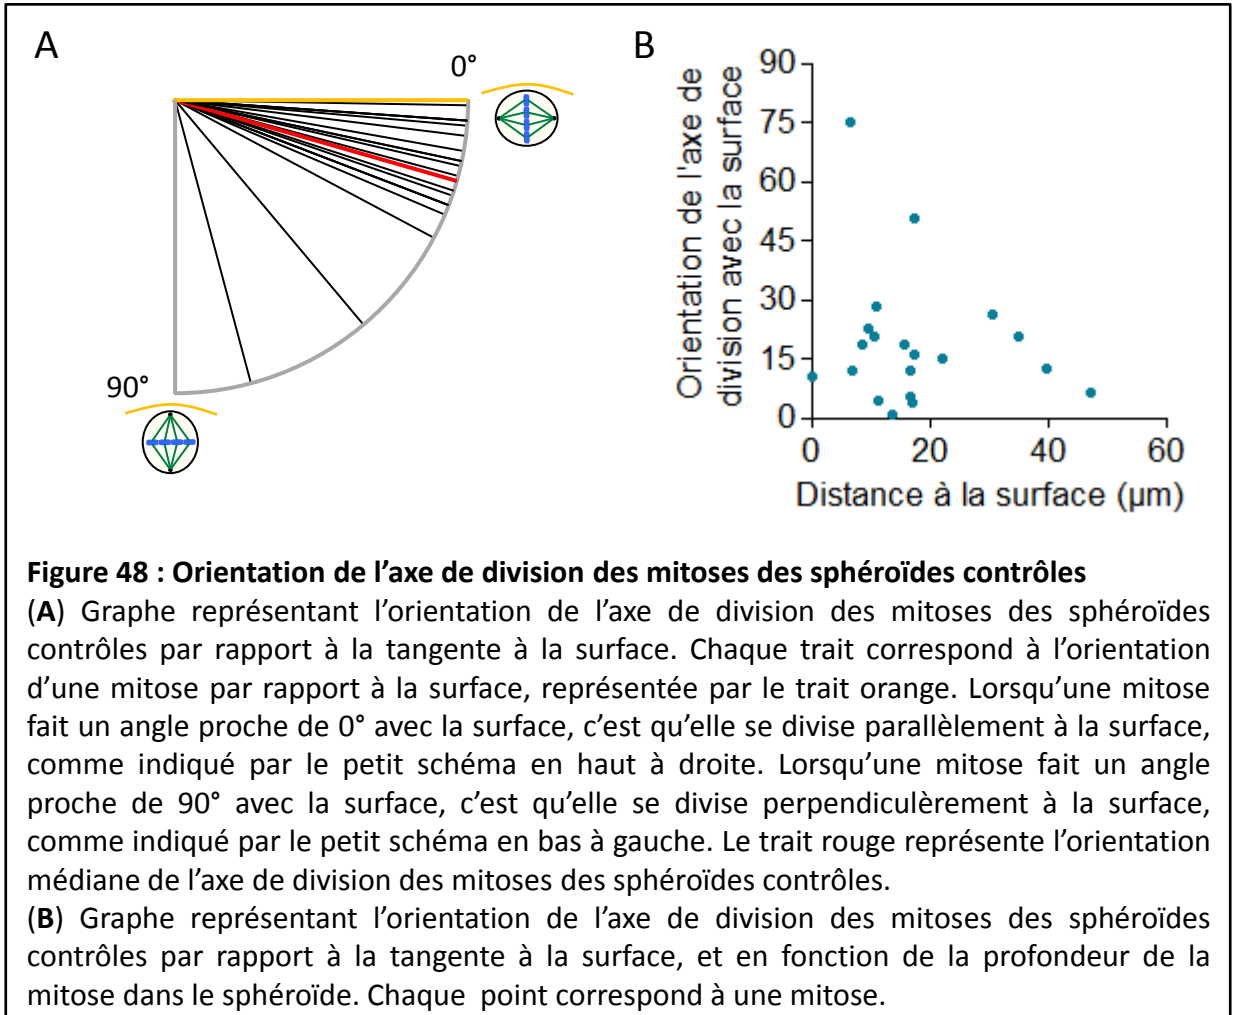 A
0°
90°
B
Orientation de l'axe de
division avec la surface
90
75
60
45
30
15
0
0 20 40 60
Distance à la surface (µm)
Figure 48 : Orientation de l’axe de division des mitoses des sphéroïdes contrôles
(A) Graphe représentant l’orientation de l’axe de division des mitoses des sphéroïdes
contrôles par rapport à la tangente à la surface. Chaque trait correspond à l’orientation
d’une mitose par rapport à la surface, représentée par le trait orange. Lorsqu’une mitose
fait un angle proche de 0° avec la surface, c’est qu’elle se divise parallèlement à la surface,
comme indiqué par le petit schéma en haut à droite. Lorsqu’une mitose fait un angle
proche de 90° avec la surface, c’est qu’elle se divise perpendiculèrement à la surface,
comme indiqué par le petit schéma en bas à gauche. Le trait rouge représente l’orientation
médiane de l’axe de division des mitoses des sphéroïdes contrôles.
(B) Graphe représentant l’orientation de l’axe de division des mitoses des sphéroïdes
contrôles par rapport à la tangente à la surface, et en fonction de la profondeur de la
mitose dans le sphéroïde. Chaque point correspond à une mitose.